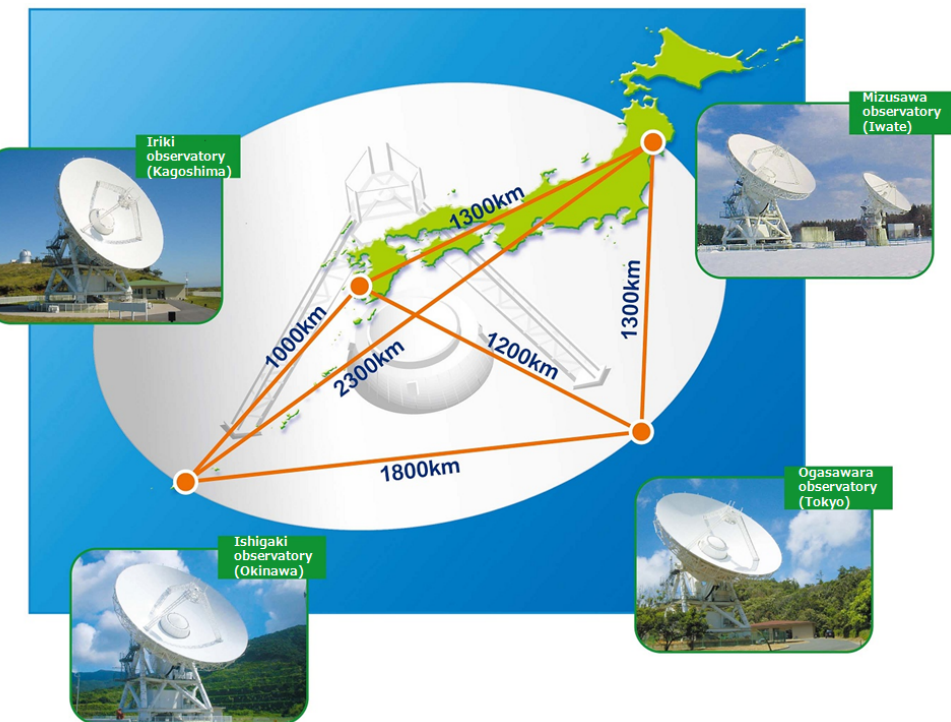 Mizusawa
observatory
(Iwate)
Iriki
observatory
(Kagoshima)
1300km
1000km
2300km
1200km
1300km
1800km
Ogasawara
observatory
(Tokyo)
Ishigaki
observatory
(Okinawa)